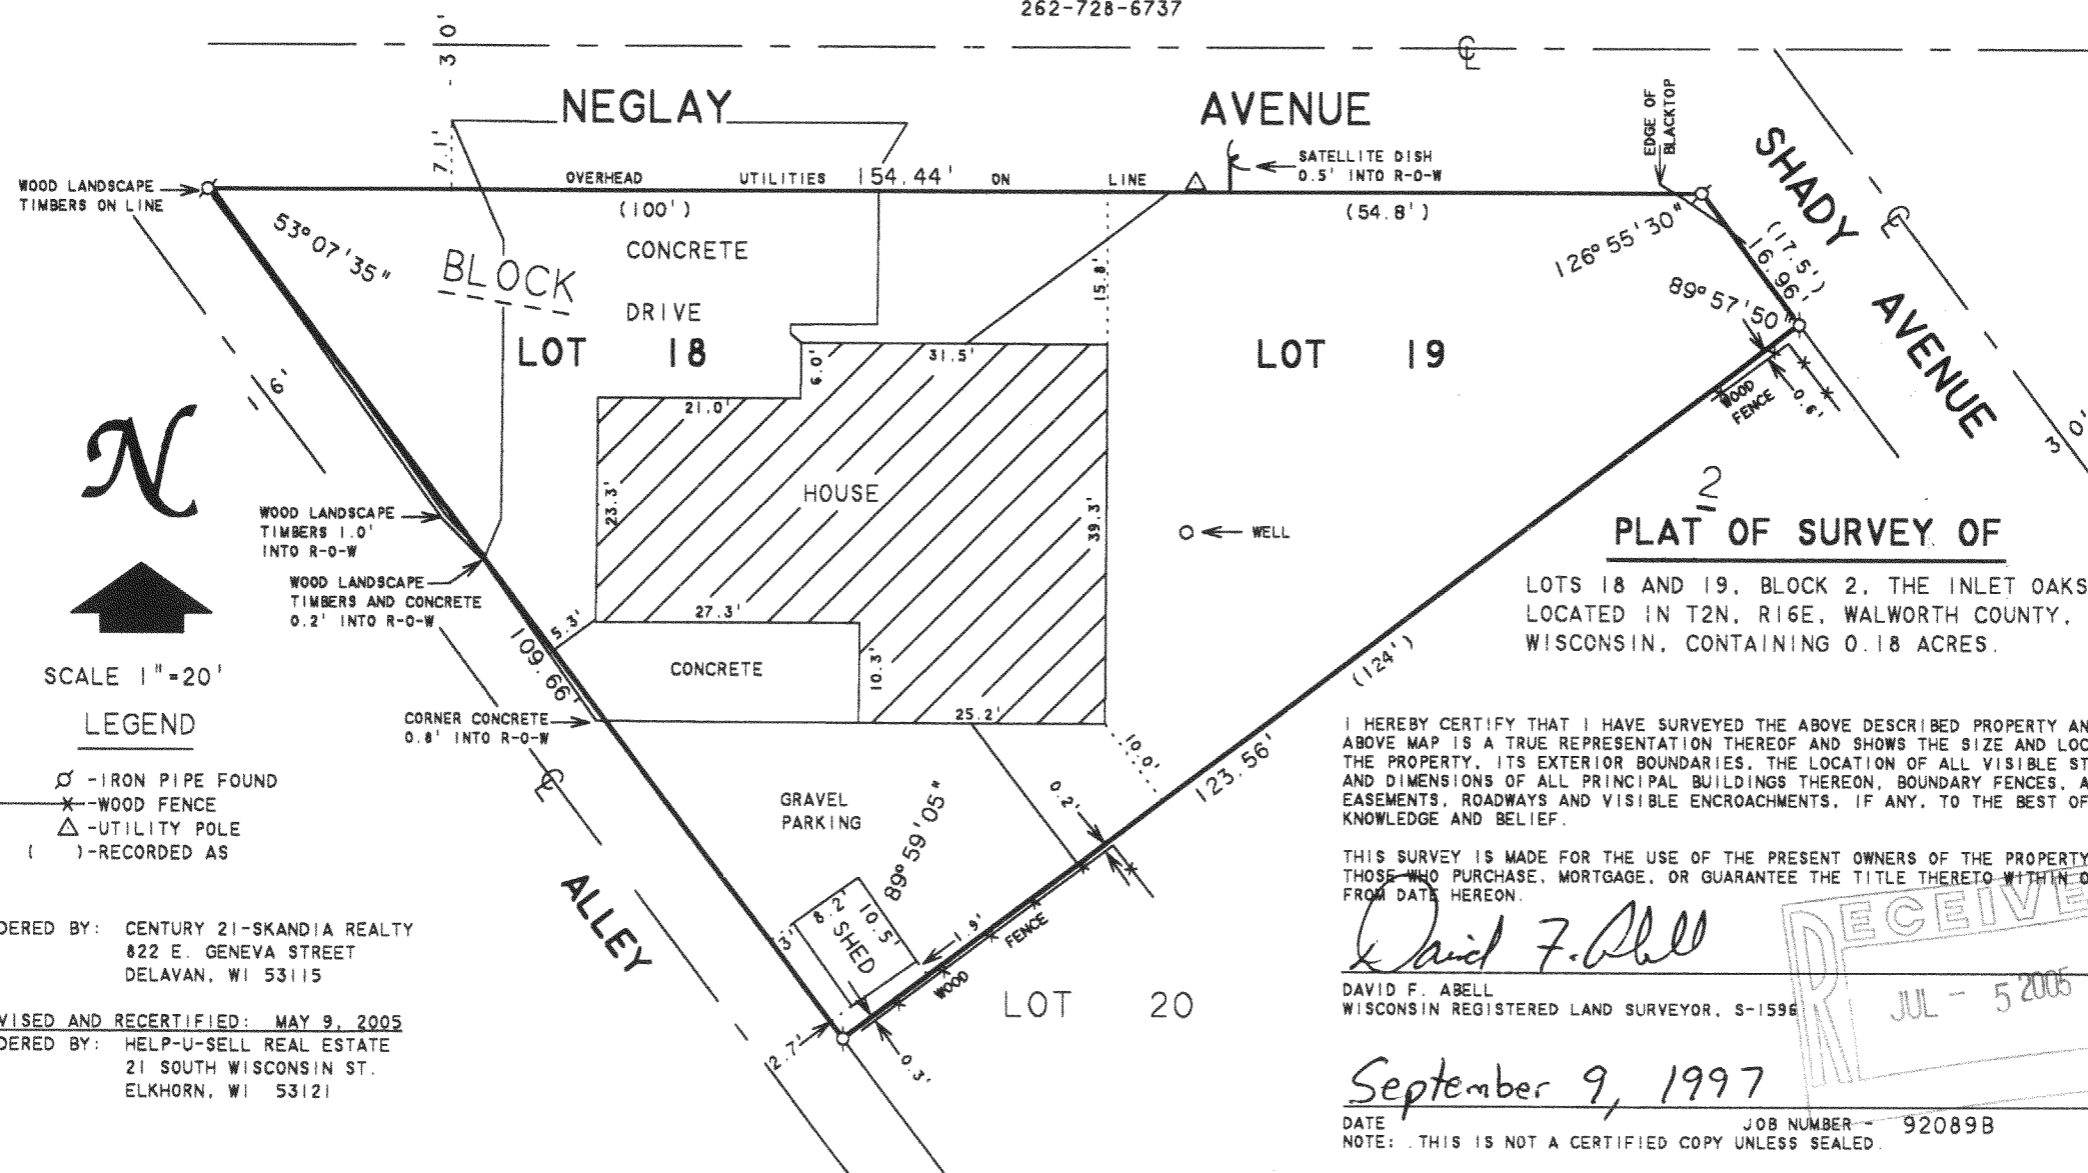 262-728-6737
30'
NEGLAY AVENUE
7.1'
EDGE OF
BLACKTOP
SHADY AVENUE
WOOD LANDSCAPE
TIMBERS ON LINE
OVERHEAD UTILITIES 154.44' ON LINE
SATELLITE DISH
0.5' INTO R-O-W
(100')
(54.8')
53°07'35"
BLOCK
CONCRETE
DRIVE
126°55'30"
(17.5')
16.96'
89°57'50"
15.8'
LOT 18
LOT 19
31.5'
6.0'
21.0'
16'
WOOD
FENCE
0.6'
30'
N
HOUSE
23.3'
39.3'
WELL
2
WOOD LANDSCAPE
TIMBERS 1.0'
INTO R-O-W
WOOD LANDSCAPE
TIMBERS AND CONCRETE
0.2' INTO R-O-W
PLAT OF SURVEY OF
LOTS 18 AND 19, BLOCK 2, THE INLET OAKS
LOCATED IN T2N, R16E, WALWORTH COUNTY,
WISCONSIN, CONTAINING 0.18 ACRES.
27.3'
5.3'
109.66'
CONCRETE
10.3'
(124')
SCALE 1"=20'
25.2'
CORNER CONCRETE
0.8' INTO R-O-W
10.0'
123.56'
LEGEND
-IRON PIPE FOUND
-WOOD FENCE
-UTILITY POLE
( )-RECORDED AS
GRAVEL
PARKING
0.2'
89°59'05"
ALLEY
8.2'
10.5'
SHED
3'
1.9'
WOOD FENCE
LOT 20
2.7'
0.3'
I HEREBY CERTIFY THAT I HAVE SURVEYED THE ABOVE DESCRIBED PROPERTY AN
ABOVE MAP IS A TRUE REPRESENTATION THEREOF AND SHOWS THE SIZE AND LOC
THE PROPERTY, ITS EXTERIOR BOUNDARIES, THE LOCATION OF ALL VISIBLE ST
AND DIMENSIONS OF ALL PRINCIPAL BUILDINGS THEREON, BOUNDARY FENCES, A
EASEMENTS, ROADWAYS AND VISIBLE ENCROACHMENTS, IF ANY, TO THE BEST OF
KNOWLEDGE AND BELIEF.
THIS SURVEY IS MADE FOR THE USE OF THE PRESENT OWNERS OF THE PROPERTY
THOSE WHO PURCHASE, MORTGAGE, OR GUARANTEE THE TITLE THERETO WITHIN O
FROM DATE HEREON.
RECEIVE
JUL - 5 2005
David F. Abell
DAVID F. ABELL
WISCONSIN REGISTERED LAND SURVEYOR, S-1596
September 9, 1997
DATE JOB NUMBER - 92089B
NOTE: THIS IS NOT A CERTIFIED COPY UNLESS SEALED.
DERED BY: CENTURY 21-SKANDIA REALTY
822 E. GENEVA STREET
DELAVAN, WI 53115
VISED AND RECERTIFIED: MAY 9, 2005
DERED BY: HELP-U-SELL REAL ESTATE
21 SOUTH WISCONSIN ST.
ELKHORN, WI 53121